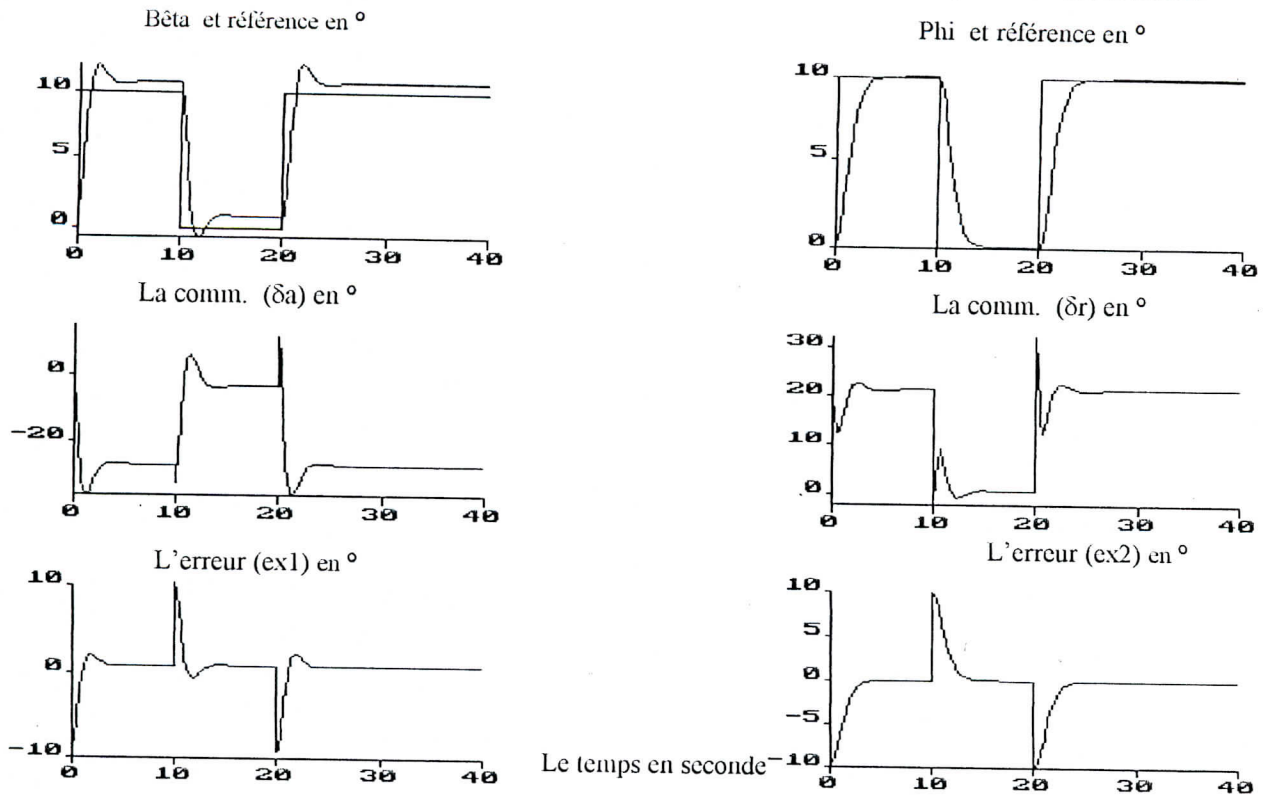 Bêta et référence en °
Phi et référence en °
10
5
0
0 10 20 30 40
10
5
0
0 10 20 30 40
La comm. (δa) en °
La comm. (δr) en °
0
-20
0 10 20 30 40
30
20
10
0
0 10 20 30 40
L'erreur (ex1) en °
L'erreur (ex2) en °
10
0
-10
0 10 20 30 40
10
5
0
-5
-10
0 10 20 30 40
Le temps en seconde